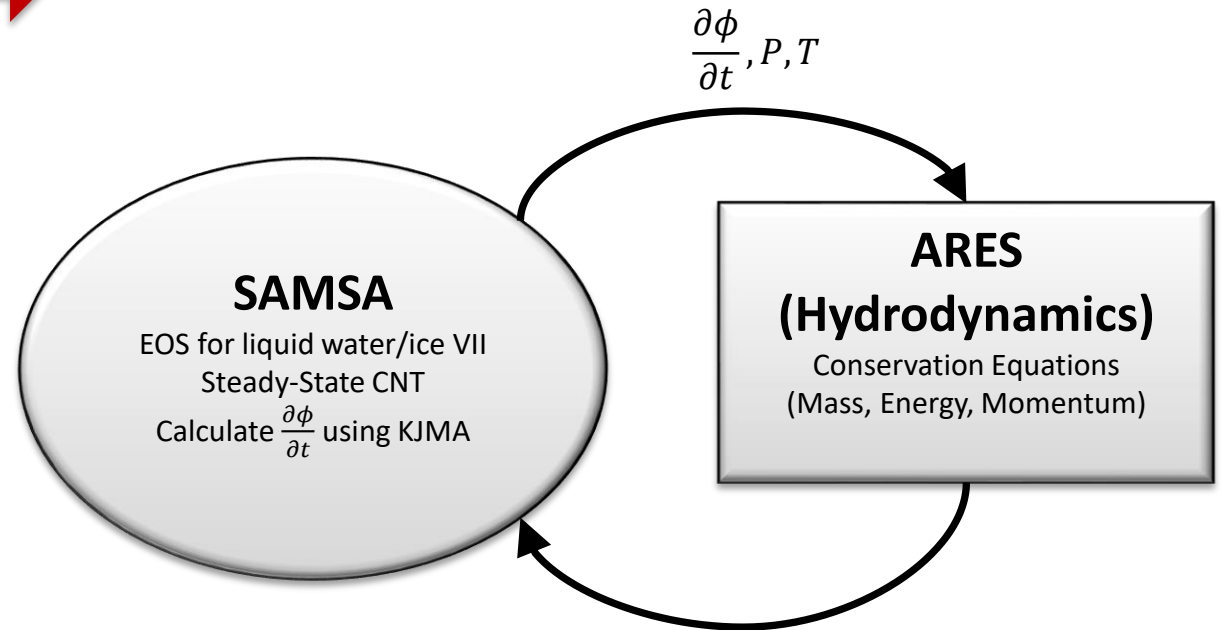 ∂ϕ/∂t, P, T
SAMSA
EOS for liquid water/ice VII
Steady-State CNT
Calculate ∂ϕ/∂t using KJMA
ARES
(Hydrodynamics)
Conservation Equations
(Mass, Energy, Momentum)